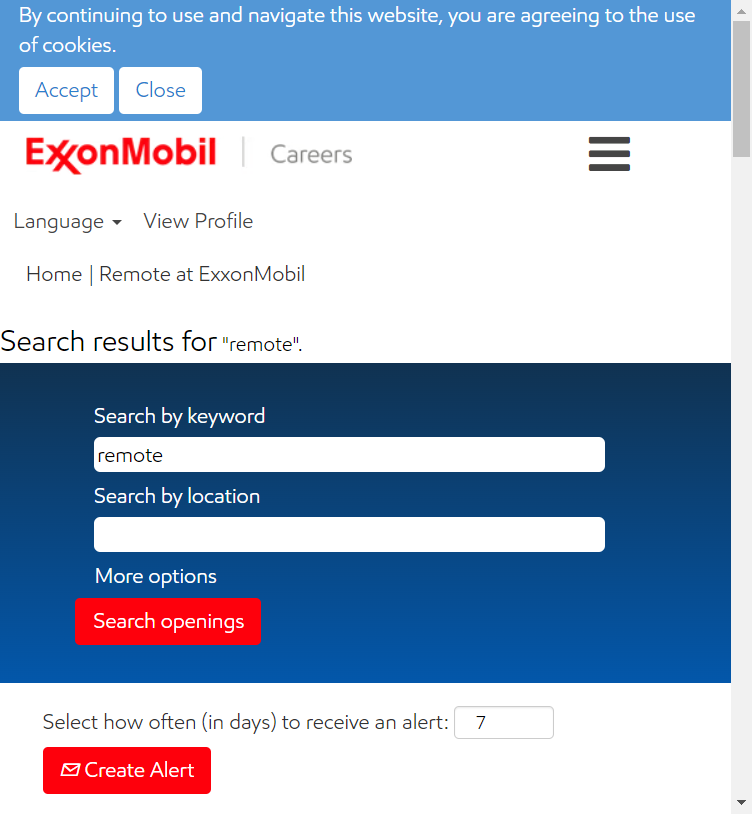 By continuing to use and navigate this website, you are agreeing to the use
of cookies.
Accept Close
ExxonMobil | Careers
Language View Profile
Home | Remote at ExxonMobil
Search results for "remote".
Search by keyword
remote
Search by location
More options
Search openings
Select how often (in days) to receive an alert: 7
Create Alert